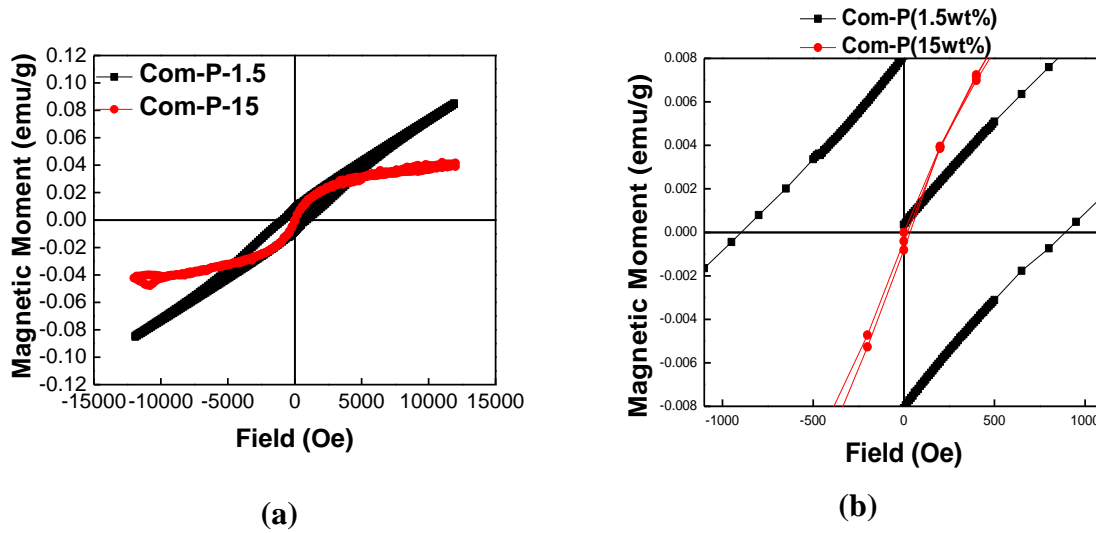 Com-P-1.5
Com-P-15
Magnetic Moment (emu/g)
0.12
0.10
0.08
0.06
0.04
0.02
0.00
-0.02
-0.04
-0.06
-0.08
-0.10
-0.12
-15000 -10000 -5000 0 5000 10000 15000
Field (Oe)
(a)
Com-P(1.5wt%)
Com-P(15wt%)
Magnetic Moment (emu/g)
0.008
0.006
0.004
0.002
0.000
-0.002
-0.004
-0.006
-0.008
-1000 -500 0 500 1000
Field (Oe)
(b)